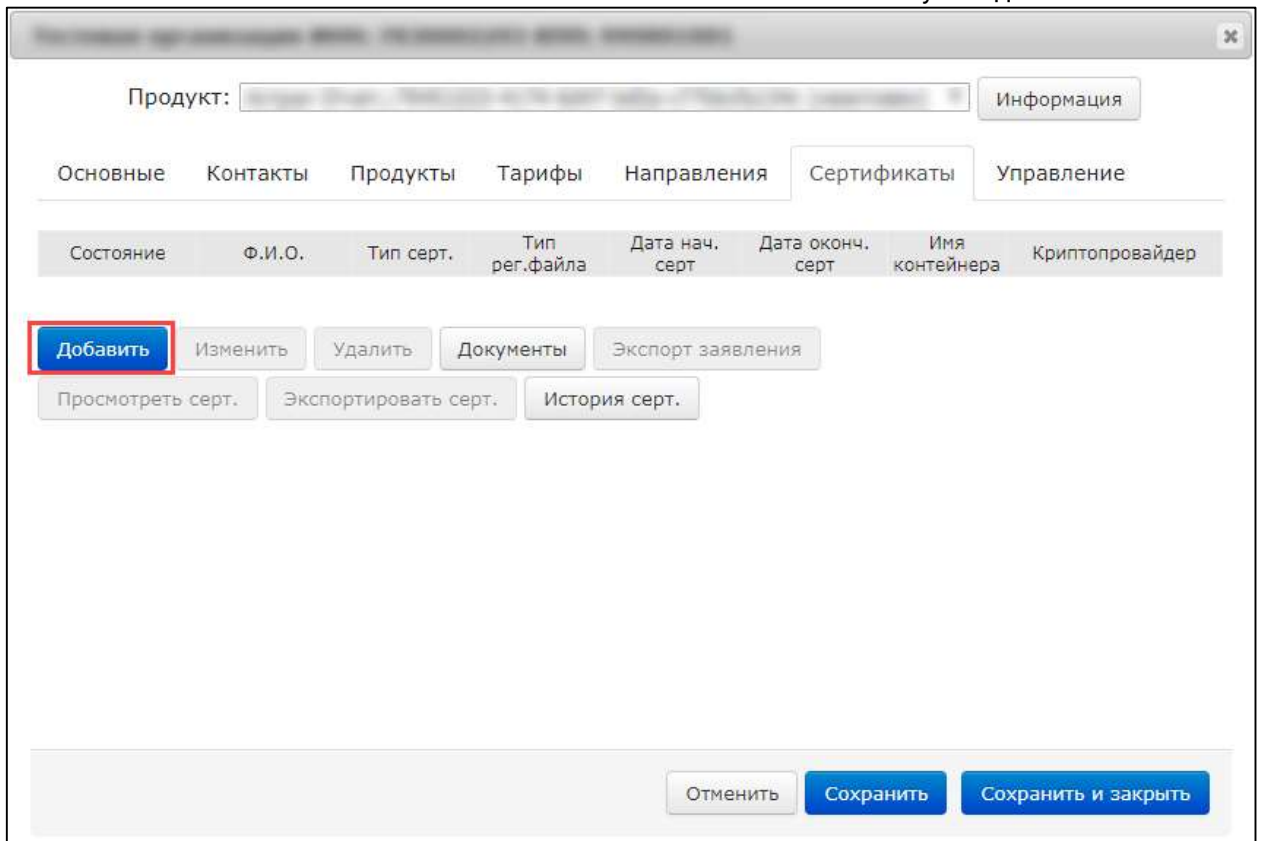 Продукт: Информация
Основные Контакты Продукты Тарифы Направления Сертификаты Управление
Состояние Ф.И.О. Тип серт. Тип рег.файла Дата нач. серт Дата оконч. серт Имя контейнера Криптопровайдер
Добавить Изменить Удалить Документы Экспорт заявления
Просмотреть серт. Экспортировать серт. История серт.
Отменить Сохранить Сохранить и закрыть